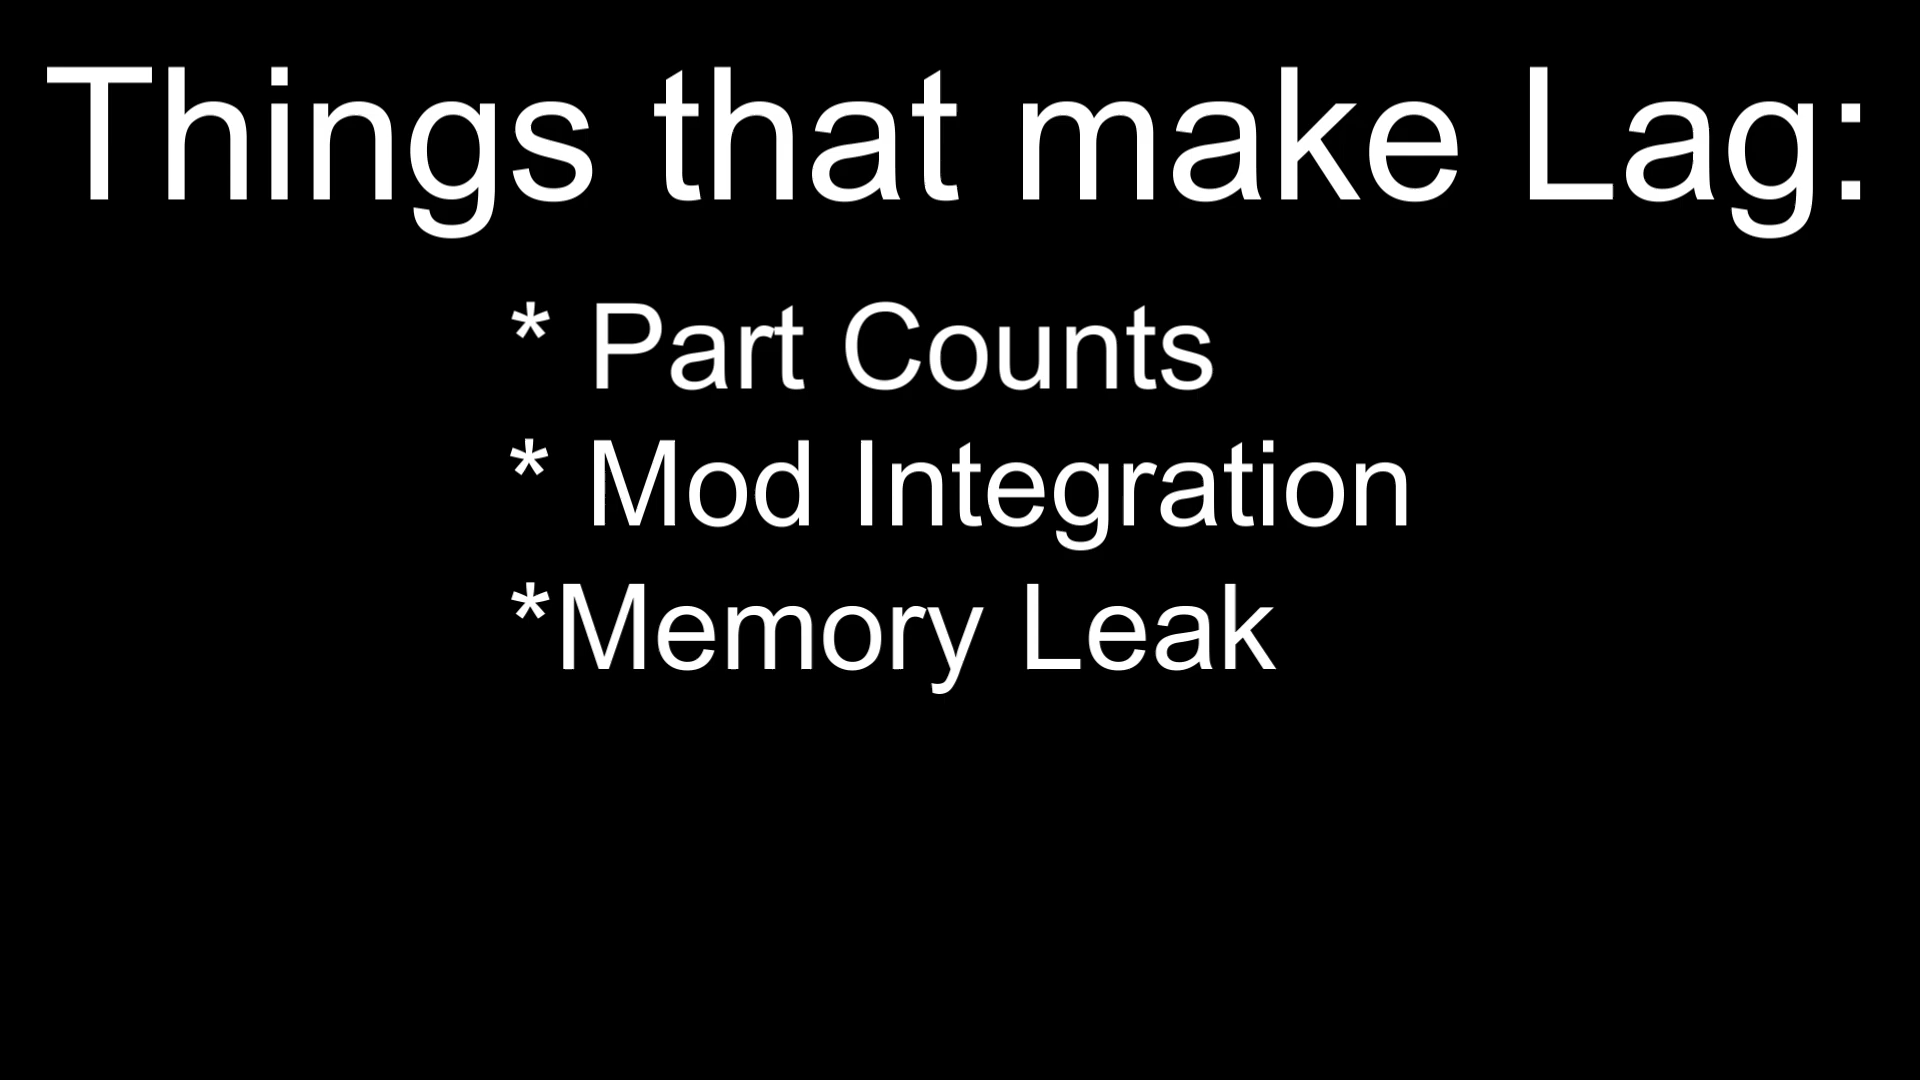 Things that make Lag:
* Part Counts
* Mod Integration
*Memory Leak